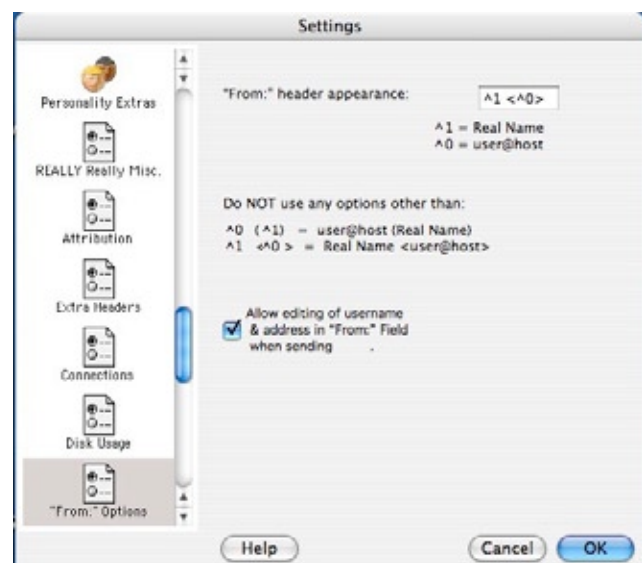 Settings
Personality Extras
REALLY Really Misc.
Attribution
Extra Headers
Connections
Disk Usage
"From:" Options
"From:" header appearance:
^1 <^0>
^1 = Real Name
^0 = user@host
Do NOT use any options other than:
^0 (^1) = user@host (Real Name)
^1 <^0 > = Real Name <user@host>
Allow editing of username
& address in "From:" Field
when sending .
Help
Cancel
OK